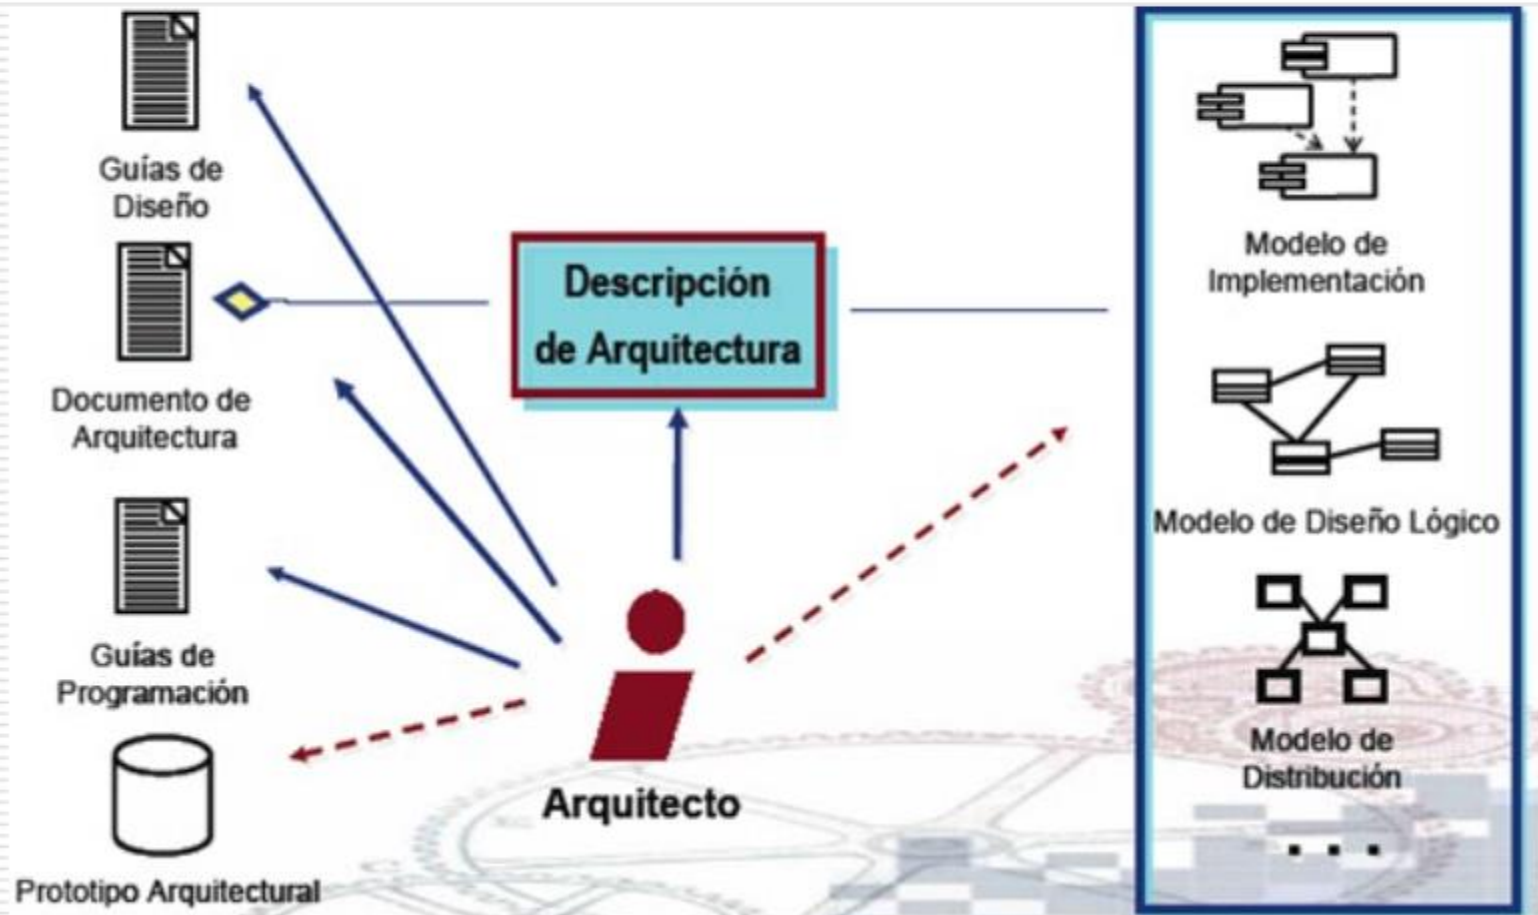 Guías de
Diseño
Documento de
Arquitectura
Guías de
Programación
Prototipo Arquitectural
Descripción
de Arquitectura
Arquitecto
Modelo de
Implementación
Modelo de Diseño Lógico
Modelo de
Distribución
. . .